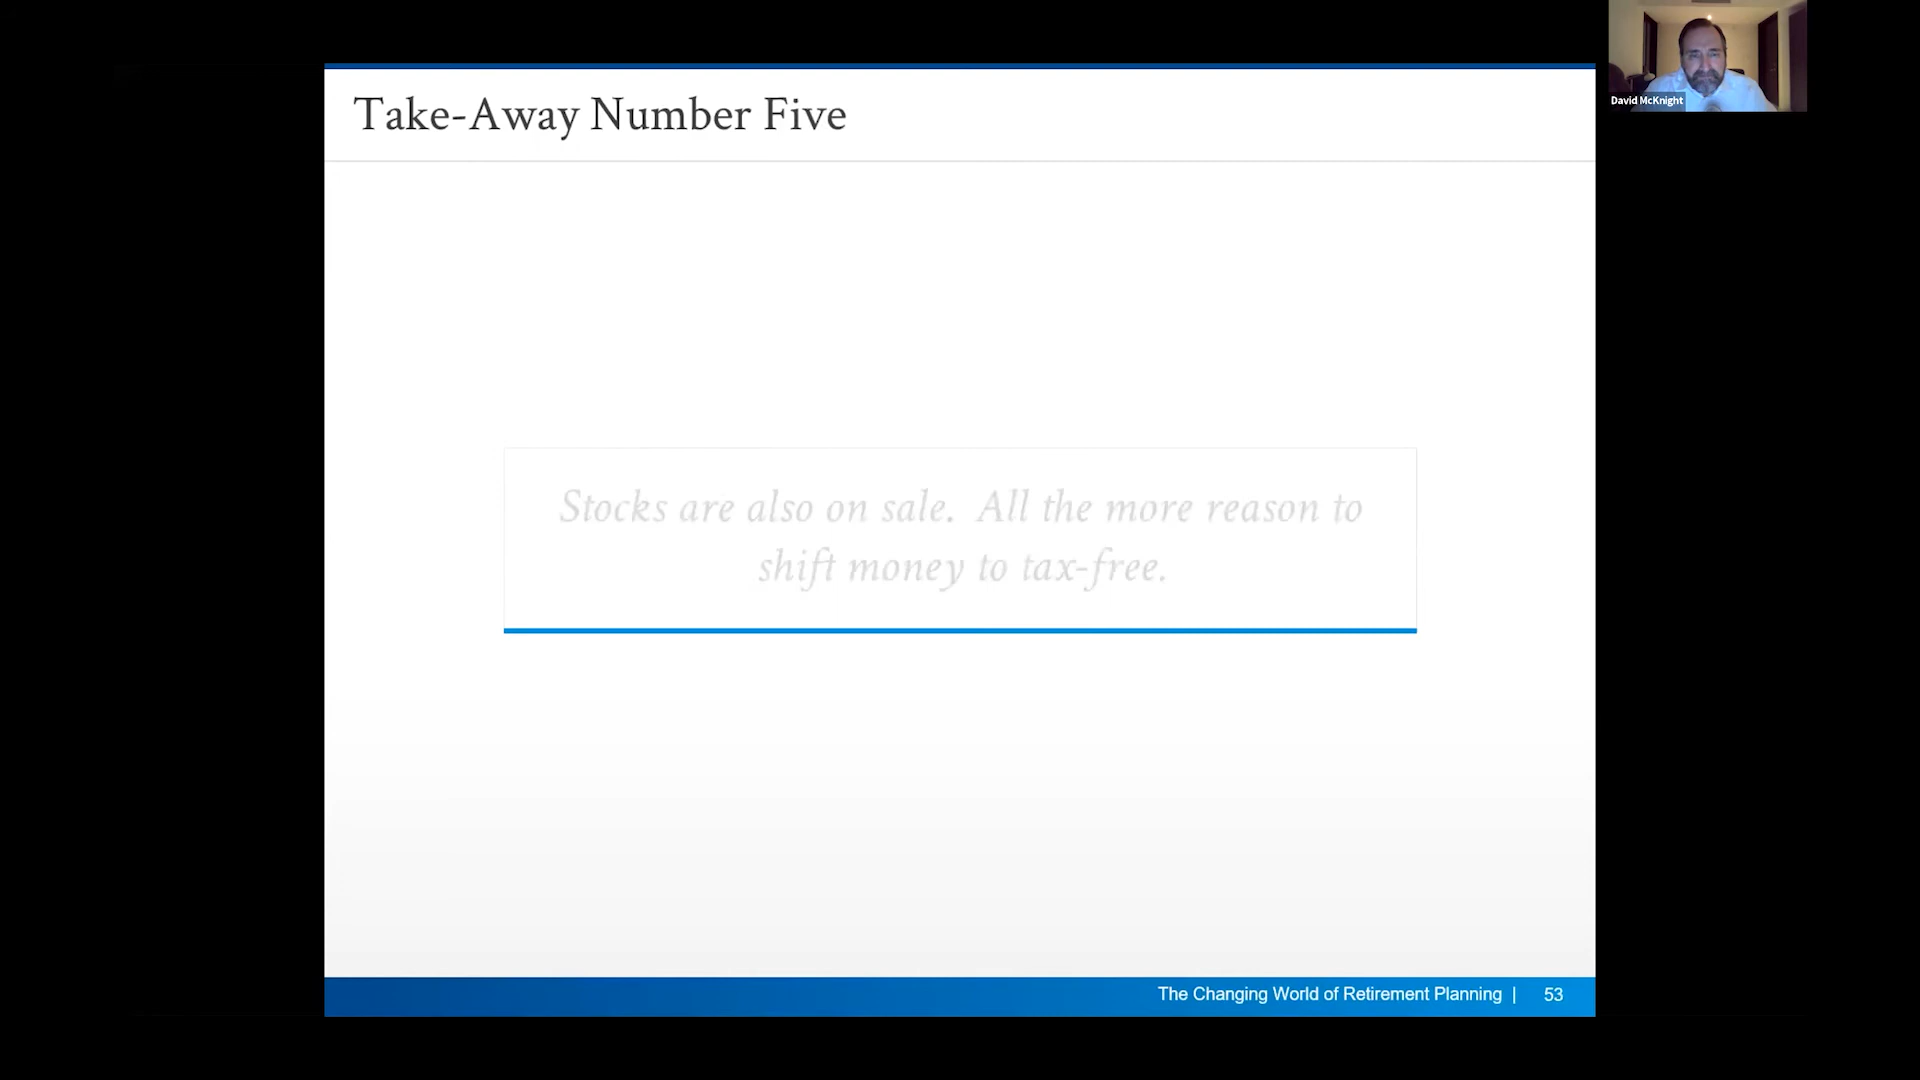 Take-Away Number Five
David McKnight
Stocks are also on sale.  All the more reason to
shift money to tax-free.
The Changing World of Retirement Planning | 53